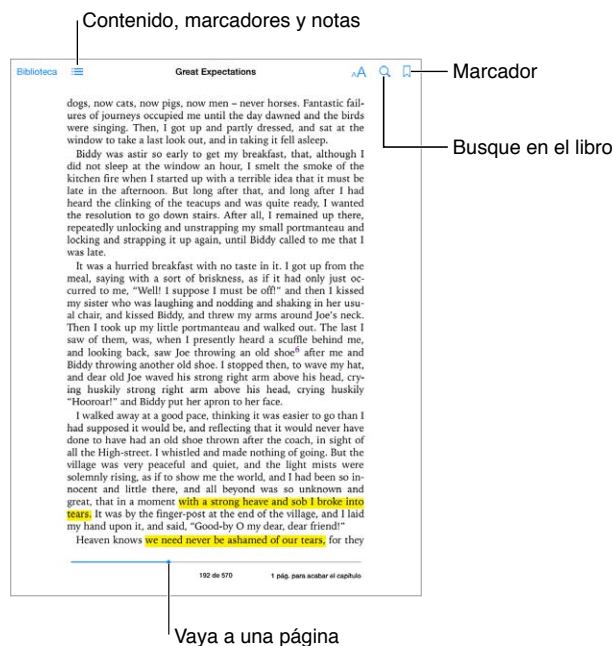 Contenido, marcadores y notas
Biblioteca
Great Expectations
AA
Marcador
Busque en el libro
dogs, now cats, now pigs, now men – never horses. Fantastic fail-
ures of journeys occupied me until the day dawned and the birds
were singing. Then, I got up and partly dressed, and sat at the
window to take a last look out, and in taking it fell asleep.
Biddy was astir so early to get my breakfast, that, although I
did not sleep at the window an hour, I smelt the smoke of the
kitchen fire when I started up with a terrible idea that it must be
late in the afternoon. But long after that, and long after I had
heard the clinking of the teacups and was quite ready, I wanted
the resolution to go down stairs. After all, I remained up there,
repeatedly unlocking and unstrapping my small portmanteau and
locking and strapping it up again, until Biddy called to me that I
was late.
It was a hurried breakfast with no taste in it. I got up from the
meal, saying with a sort of briskness, as if it had only just oc-
curred to me, “Well! I suppose I must be off!” and then I kissed
my sister who was laughing and nodding and shaking in her usu-
al chair, and kissed Biddy, and threw my arms around Joe’s neck.
Then I took up my little portmanteau and walked out. The last I
saw of them, was, when I presently heard a scuffle behind me,
and looking back, saw Joe throwing an old shoe6 after me and
Biddy throwing another old shoe. I stopped then, to wave my hat,
and dear old Joe waved his strong right arm above his head, cry-
ing huskily strong right arm above his head, crying huskily
“Hooroar!” and Biddy put her apron to her face.
I walked away at a good pace, thinking it was easier to go than I
had supposed it would be, and reflecting that it would never have
done to have had an old shoe thrown after the coach, in sight of
all the High-street. I whistled and made nothing of going. But the
village was very peaceful and quiet, and the light mists were
solemnly rising, as if to show me the world, and I had been so in-
nocent and little there, and all beyond was so unknown and
great, that in a moment with a strong heave and sob I broke into
tears. It was by the finger-post at the end of the village, and I laid
my hand upon it, and said, “Good-by O my dear, dear friend!”
Heaven knows we need never be ashamed of our tears, for they
192 de 570
1 pág. para acabar el capítulo
Vaya a una página